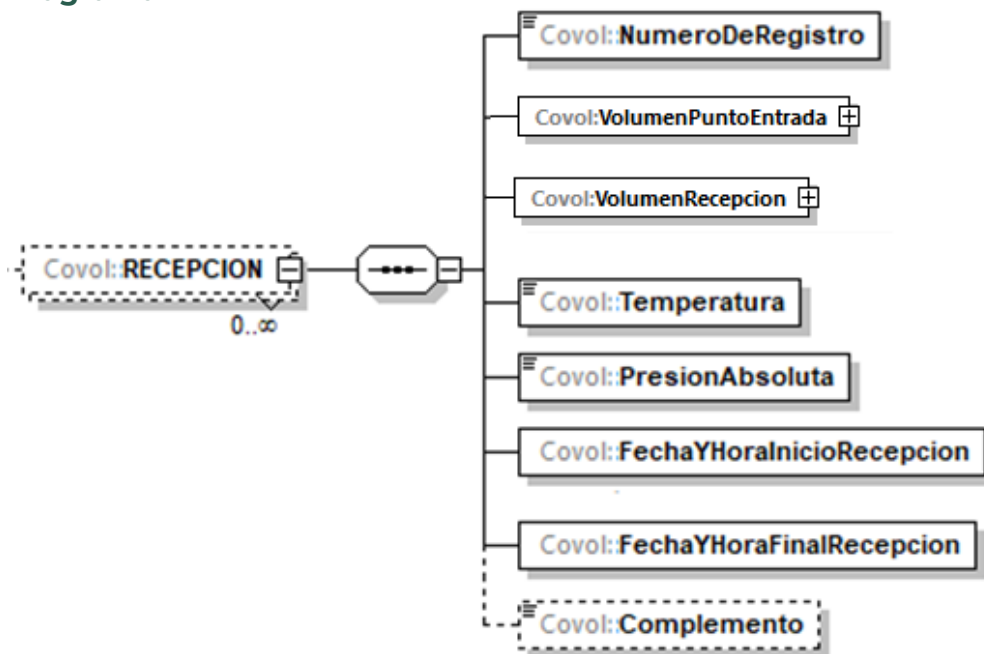 Covol::NumeroDeRegistro
Covol:VolumenPuntoEntrada
Covol:VolumenRecepcion
Covol::RECEPCION
0..∞
Covol::Temperatura
Covol::PresionAbsoluta
Covol::FechaYHoraInicioRecepcion
Covol::FechaYHoraFinalRecepcion
Covol::Complemento